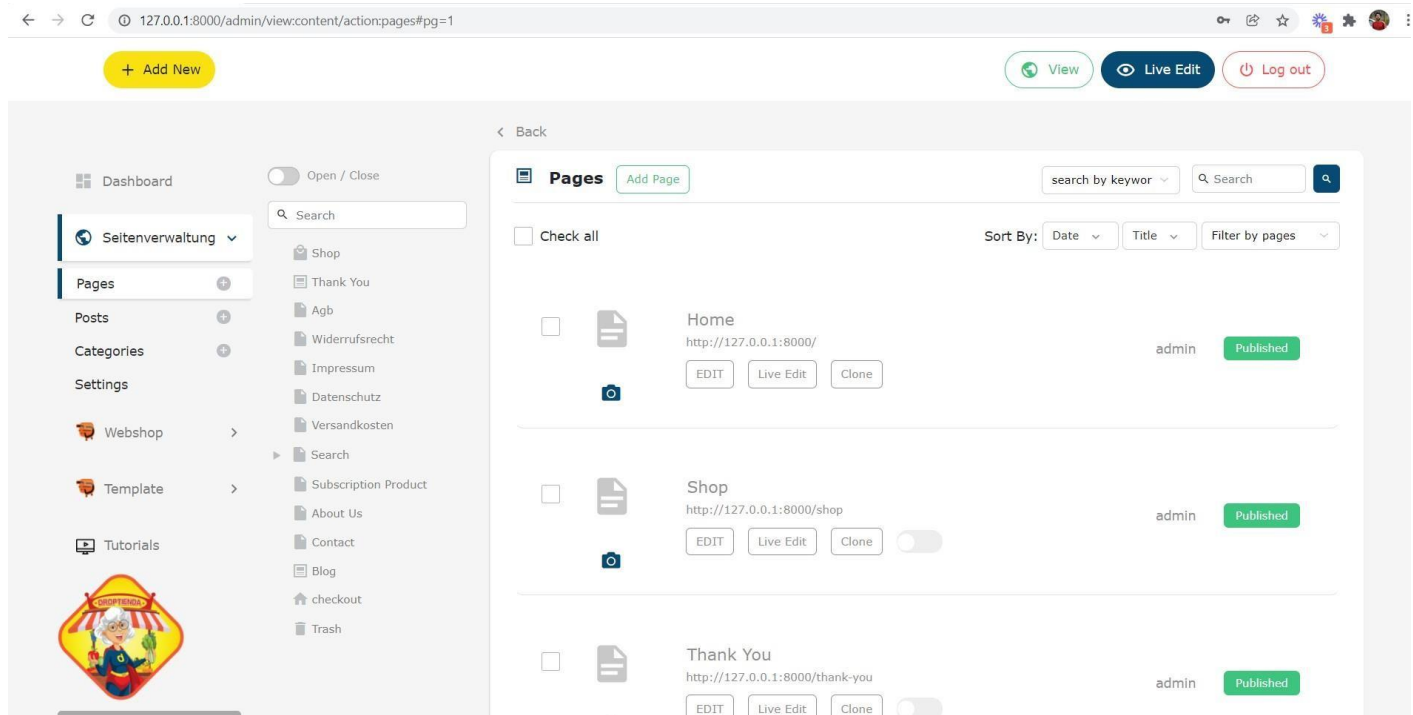 127.0.0.1:8000/admin/view:content/action:pages#pg=1
3
+ Add New
View
Live Edit
Log out
< Back
Dashboard
Seitenverwaltung
Pages
Posts
Categories
Settings
Webshop
Template
Tutorials
DROPTIENDA
d
Open / Close
Search
Shop
Thank You
Agb
Widerrufsrecht
Impressum
Datenschutz
Versandkosten
Search
Subscription Product
About Us
Contact
Blog
checkout
Trash
Pages Add Page search by keywor Search
Check all Sort By: Date Title Filter by pages
Home
http://127.0.0.1:8000/
EDIT Live Edit Clone
admin Published
Shop
http://127.0.0.1:8000/shop
EDIT Live Edit Clone
admin Published
Thank You
http://127.0.0.1:8000/thank-you
EDIT Live Edit Clone
admin Published